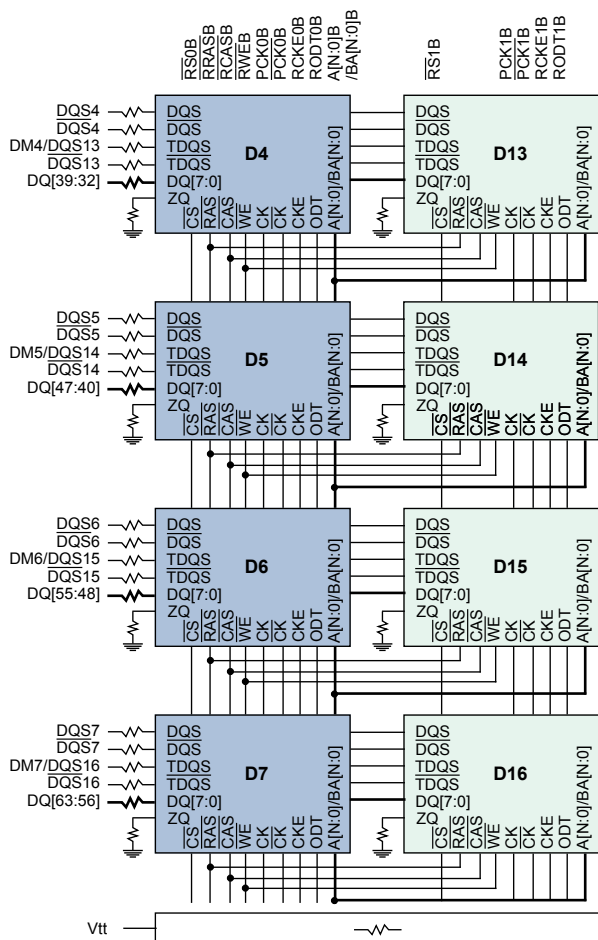 RS0B
RRASB
RCASB
RWEB
PCK0B
PCK0B
RCKE0B
RODT0B
A[N:0]B
/BA[N:0]B
RS1B
PCK1B
PCK1B
RCKE1B
RODT1B
DQS4
DQS4
DM4/DQS13
DQS13
DQ[39:32]
DQS
DQS
TDQS
TDQS
DQ[7:0]
ZQ
D4
CS
RAS
CAS
WE
CK
CK
CKE
ODT
A[N:0]/BA[N:0]
DQS
DQS
TDQS
TDQS
DQ[7:0]
ZQ
D13
CS
RAS
CAS
WE
CK
CK
CKE
ODT
A[N:0]/BA[N:0]
DQS5
DQS5
DM5/DQS14
DQS14
DQ[47:40]
DQS
DQS
TDQS
TDQS
DQ[7:0]
ZQ
D5
CS
RAS
CAS
WE
CK
CK
CKE
ODT
A[N:0]/BA[N:0]
DQS
DQS
TDQS
TDQS
DQ[7:0]
ZQ
D14
CS
RAS
CAS
WE
CK
CK
CKE
ODT
A[N:0]/BA[N:0]
DQS6
DQS6
DM6/DQS15
DQS15
DQ[55:48]
DQS
DQS
TDQS
TDQS
DQ[7:0]
ZQ
D6
CS
RAS
CAS
WE
CK
CK
CKE
ODT
A[N:0]/BA[N:0]
DQS
DQS
TDQS
TDQS
DQ[7:0]
ZQ
D15
CS
RAS
CAS
WE
CK
CK
CKE
ODT
A[N:0]/BA[N:0]
DQS7
DQS7
DM7/DQS16
DQS16
DQ[63:56]
DQS
DQS
TDQS
TDQS
DQ[7:0]
ZQ
D7
CS
RAS
CAS
WE
CK
CK
CKE
ODT
A[N:0]/BA[N:0]
DQS
DQS
TDQS
TDQS
DQ[7:0]
ZQ
D16
CS
RAS
CAS
WE
CK
CK
CKE
ODT
A[N:0]/BA[N:0]
Vtt